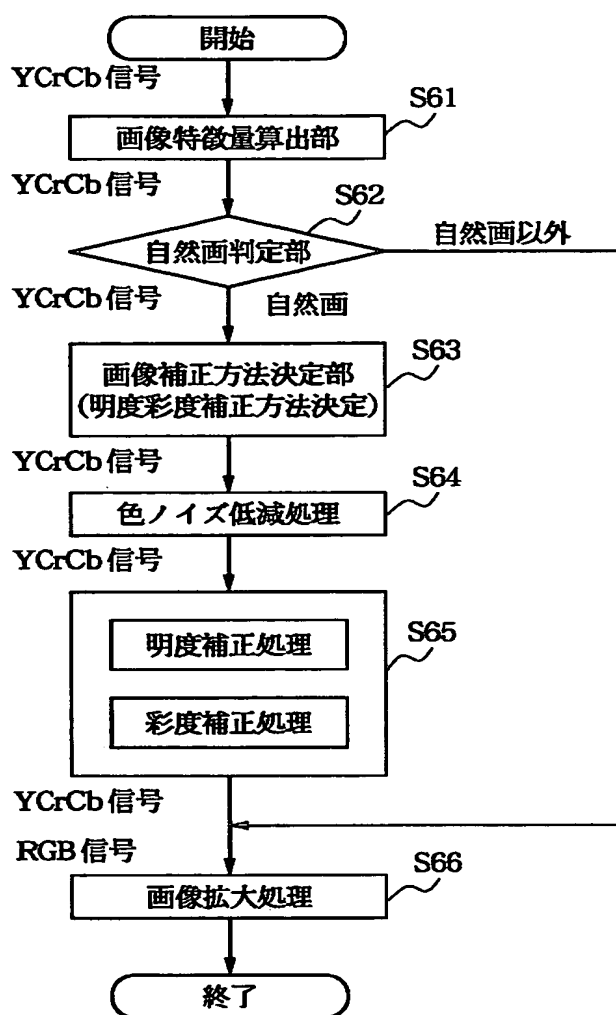 開始
YCrCb信号
S61
画像特徴量算出部
YCrCb信号
S62
自然画判定部
自然画以外
YCrCb信号
自然画
S63
画像補正方法決定部
(明度彩度補正方法決定)
YCrCb信号
S64
色ノイズ低減処理
YCrCb信号
S65
明度補正処理
彩度補正処理
YCrCb信号
RGB信号
S66
画像拡大処理
終了